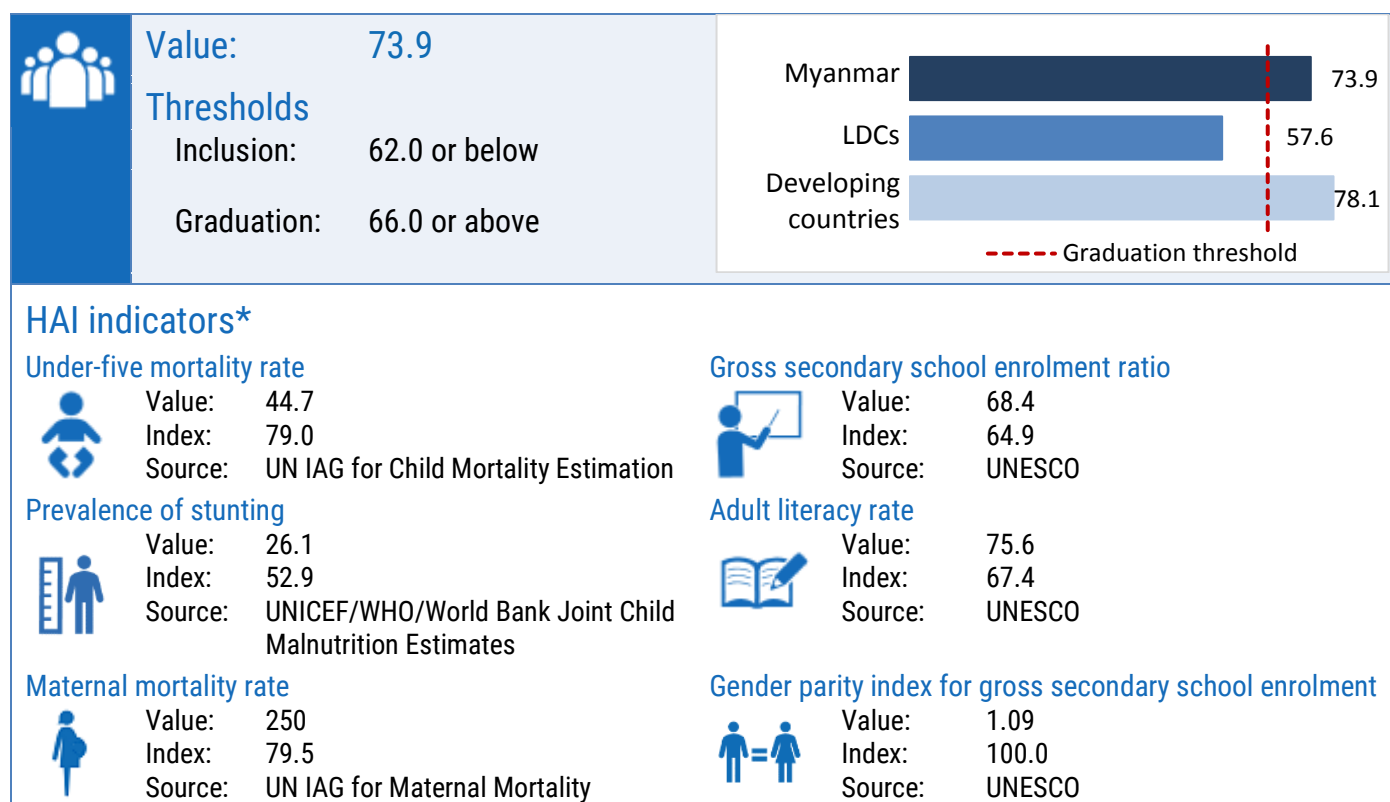 Value: 73.9
Thresholds
Inclusion: 62.0 or below
Graduation: 66.0 or above
Myanmar 73.9
LDCs 57.6
Developing
countries 78.1
Graduation threshold
HAI indicators*
Under-five mortality rate
Value: 44.7
Index: 79.0
Source: UN IAG for Child Mortality Estimation
Prevalence of stunting
Value: 26.1
Index: 52.9
Source: UNICEF/WHO/World Bank Joint Child
Malnutrition Estimates
Maternal mortality rate
Value: 250
Index: 79.5
Source: UN IAG for Maternal Mortality
Gross secondary school enrolment ratio
Value: 68.4
Index: 64.9
Source: UNESCO
Adult literacy rate
Value: 75.6
Index: 67.4
Source: UNESCO
Gender parity index for gross secondary school enrolment
Value: 1.09
Index: 100.0
Source: UNESCO